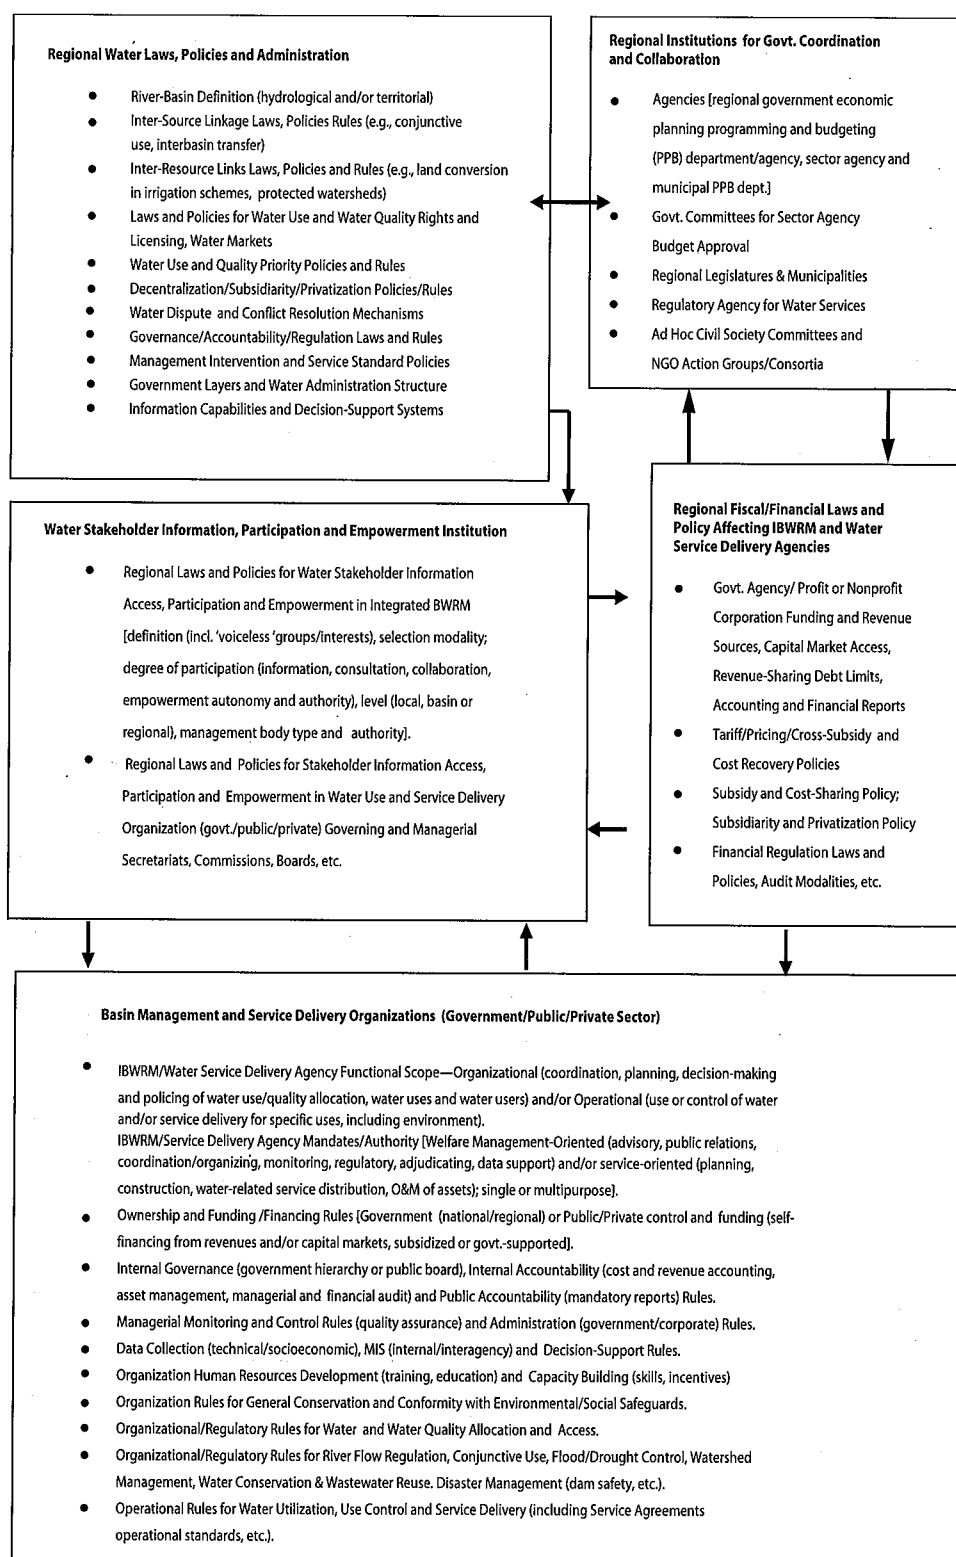 Regional Water Laws, Policies and Administration
● River-Basin Definition (hydrological and/or territorial)
● Inter-Source Linkage Laws, Policies Rules (e.g., conjunctive
use, interbasin transfer)
● Inter-Resource Links Laws, Policies and Rules (e.g., land conversion
in irrigation schemes, protected watersheds)
● Laws and Policies for Water Use and Water Quality Rights and
Licensing, Water Markets
● Water Use and Quality Priority Policies and Rules
● Decentralization/Subsidiarity/Privatization Policies/Rules
● Water Dispute and Conflict Resolution Mechanisms
● Governance/Accountability/Regulation Laws and Rules
● Management Intervention and Service Standard Policies
● Government Layers and Water Administration Structure
● Information Capabilities and Decision-Support Systems
Regional Institutions for Govt. Coordination
and Collaboration
● Agencies [regional government economic
planning programming and budgeting
(PPB) department/agency, sector agency and
municipal PPB dept.]
● Govt. Committees for Sector Agency
Budget Approval
● Regional Legislatures & Municipalities
● Regulatory Agency for Water Services
● Ad Hoc Civil Society Committees and
NGO Action Groups/Consortia
Water Stakeholder Information, Participation and Empowerment Institution
● Regional Laws and Policies for Water Stakeholder Information
Access, Participation and Empowerment in Integrated BWRM
[definition (incl. 'voiceless 'groups/interests), selection modality;
degree of participation (information, consultation, collaboration,
empowerment autonomy and authority), level (local, basin or
regional), management body type and authority].
● Regional Laws and Policies for Stakeholder Information Access,
Participation and Empowerment in Water Use and Service Delivery
Organization (govt./public/private) Governing and Managerial
Secretariats, Commissions, Boards, etc.
Regional Fiscal/Financial Laws and
Policy Affecting IBWRM and Water
Service Delivery Agencies
● Govt. Agency/ Profit or Nonprofit
Corporation Funding and Revenue
Sources, Capital Market Access,
Revenue-Sharing Debt Limits,
Accounting and Financial Reports
● Tariff/Pricing/Cross-Subsidy and
Cost Recovery Policies
● Subsidy and Cost-Sharing Policy;
Subsidiarity and Privatization Policy
● Financial Regulation Laws and
Policies, Audit Modalities, etc.
Basin Management and Service Delivery Organizations (Government/Public/Private Sector)
● IBWRM/Water Service Delivery Agency Functional Scope—Organizational (coordination, planning, decision-making
and policing of water use/quality allocation, water uses and water users) and/or Operational (use or control of water
and/or service delivery for specific uses, including environment).
IBWRM/Service Delivery Agency Mandates/Authority [Welfare Management-Oriented (advisory, public relations,
coordination/organizing, monitoring, regulatory, adjudicating, data support) and/or service-oriented (planning,
construction, water-related service distribution, O&M of assets); single or multipurpose].
● Ownership and Funding /Financing Rules [Government (national/regional) or Public/Private control and funding (self-
financing from revenues and/or capital markets, subsidized or govt.-supported].
● Internal Governance (government hierarchy or public board), Internal Accountability (cost and revenue accounting,
asset management, managerial and financial audit) and Public Accountability (mandatory reports) Rules.
● Managerial Monitoring and Control Rules (quality assurance) and Administration (government/corporate) Rules.
● Data Collection (technical/socioeconomic), MIS (internal/interagency) and Decision-Support Rules.
● Organization Human Resources Development (training, education) and Capacity Building (skills, incentives)
● Organization Rules for General Conservation and Conformity with Environmental/Social Safeguards.
● Organizational/Regulatory Rules for Water and Water Quality Allocation and Access.
● Organizational/Regulatory Rules for River Flow Regulation, Conjunctive Use, Flood/Drought Control, Watershed
Management, Water Conservation & Wastewater Reuse. Disaster Management (dam safety, etc.).
● Operational Rules for Water Utilization, Use Control and Service Delivery (including Service Agreements
operational standards, etc.).